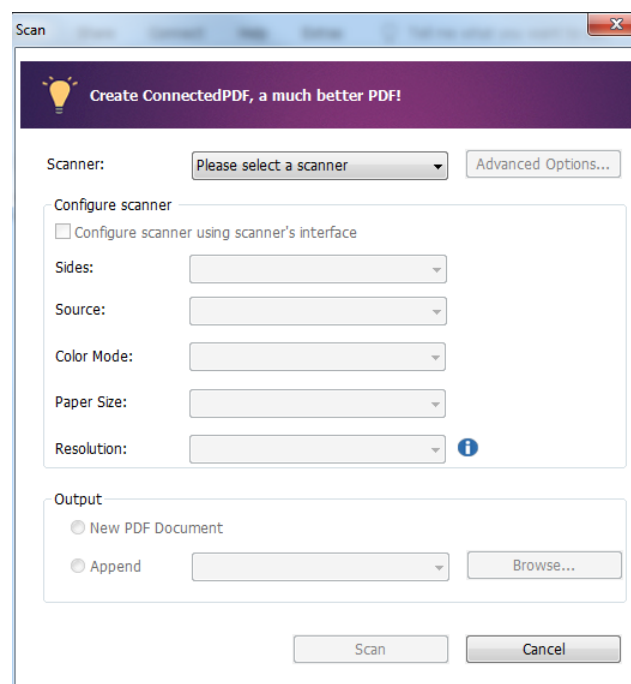 Scan
Create ConnectedPDF, a much better PDF!
Scanner:
Please select a scanner
Advanced Options...
Configure scanner
Configure scanner using scanner's interface
Sides:
Source:
Color Mode:
Paper Size:
Resolution:
Output
New PDF Document
Append
Browse...
Scan
Cancel